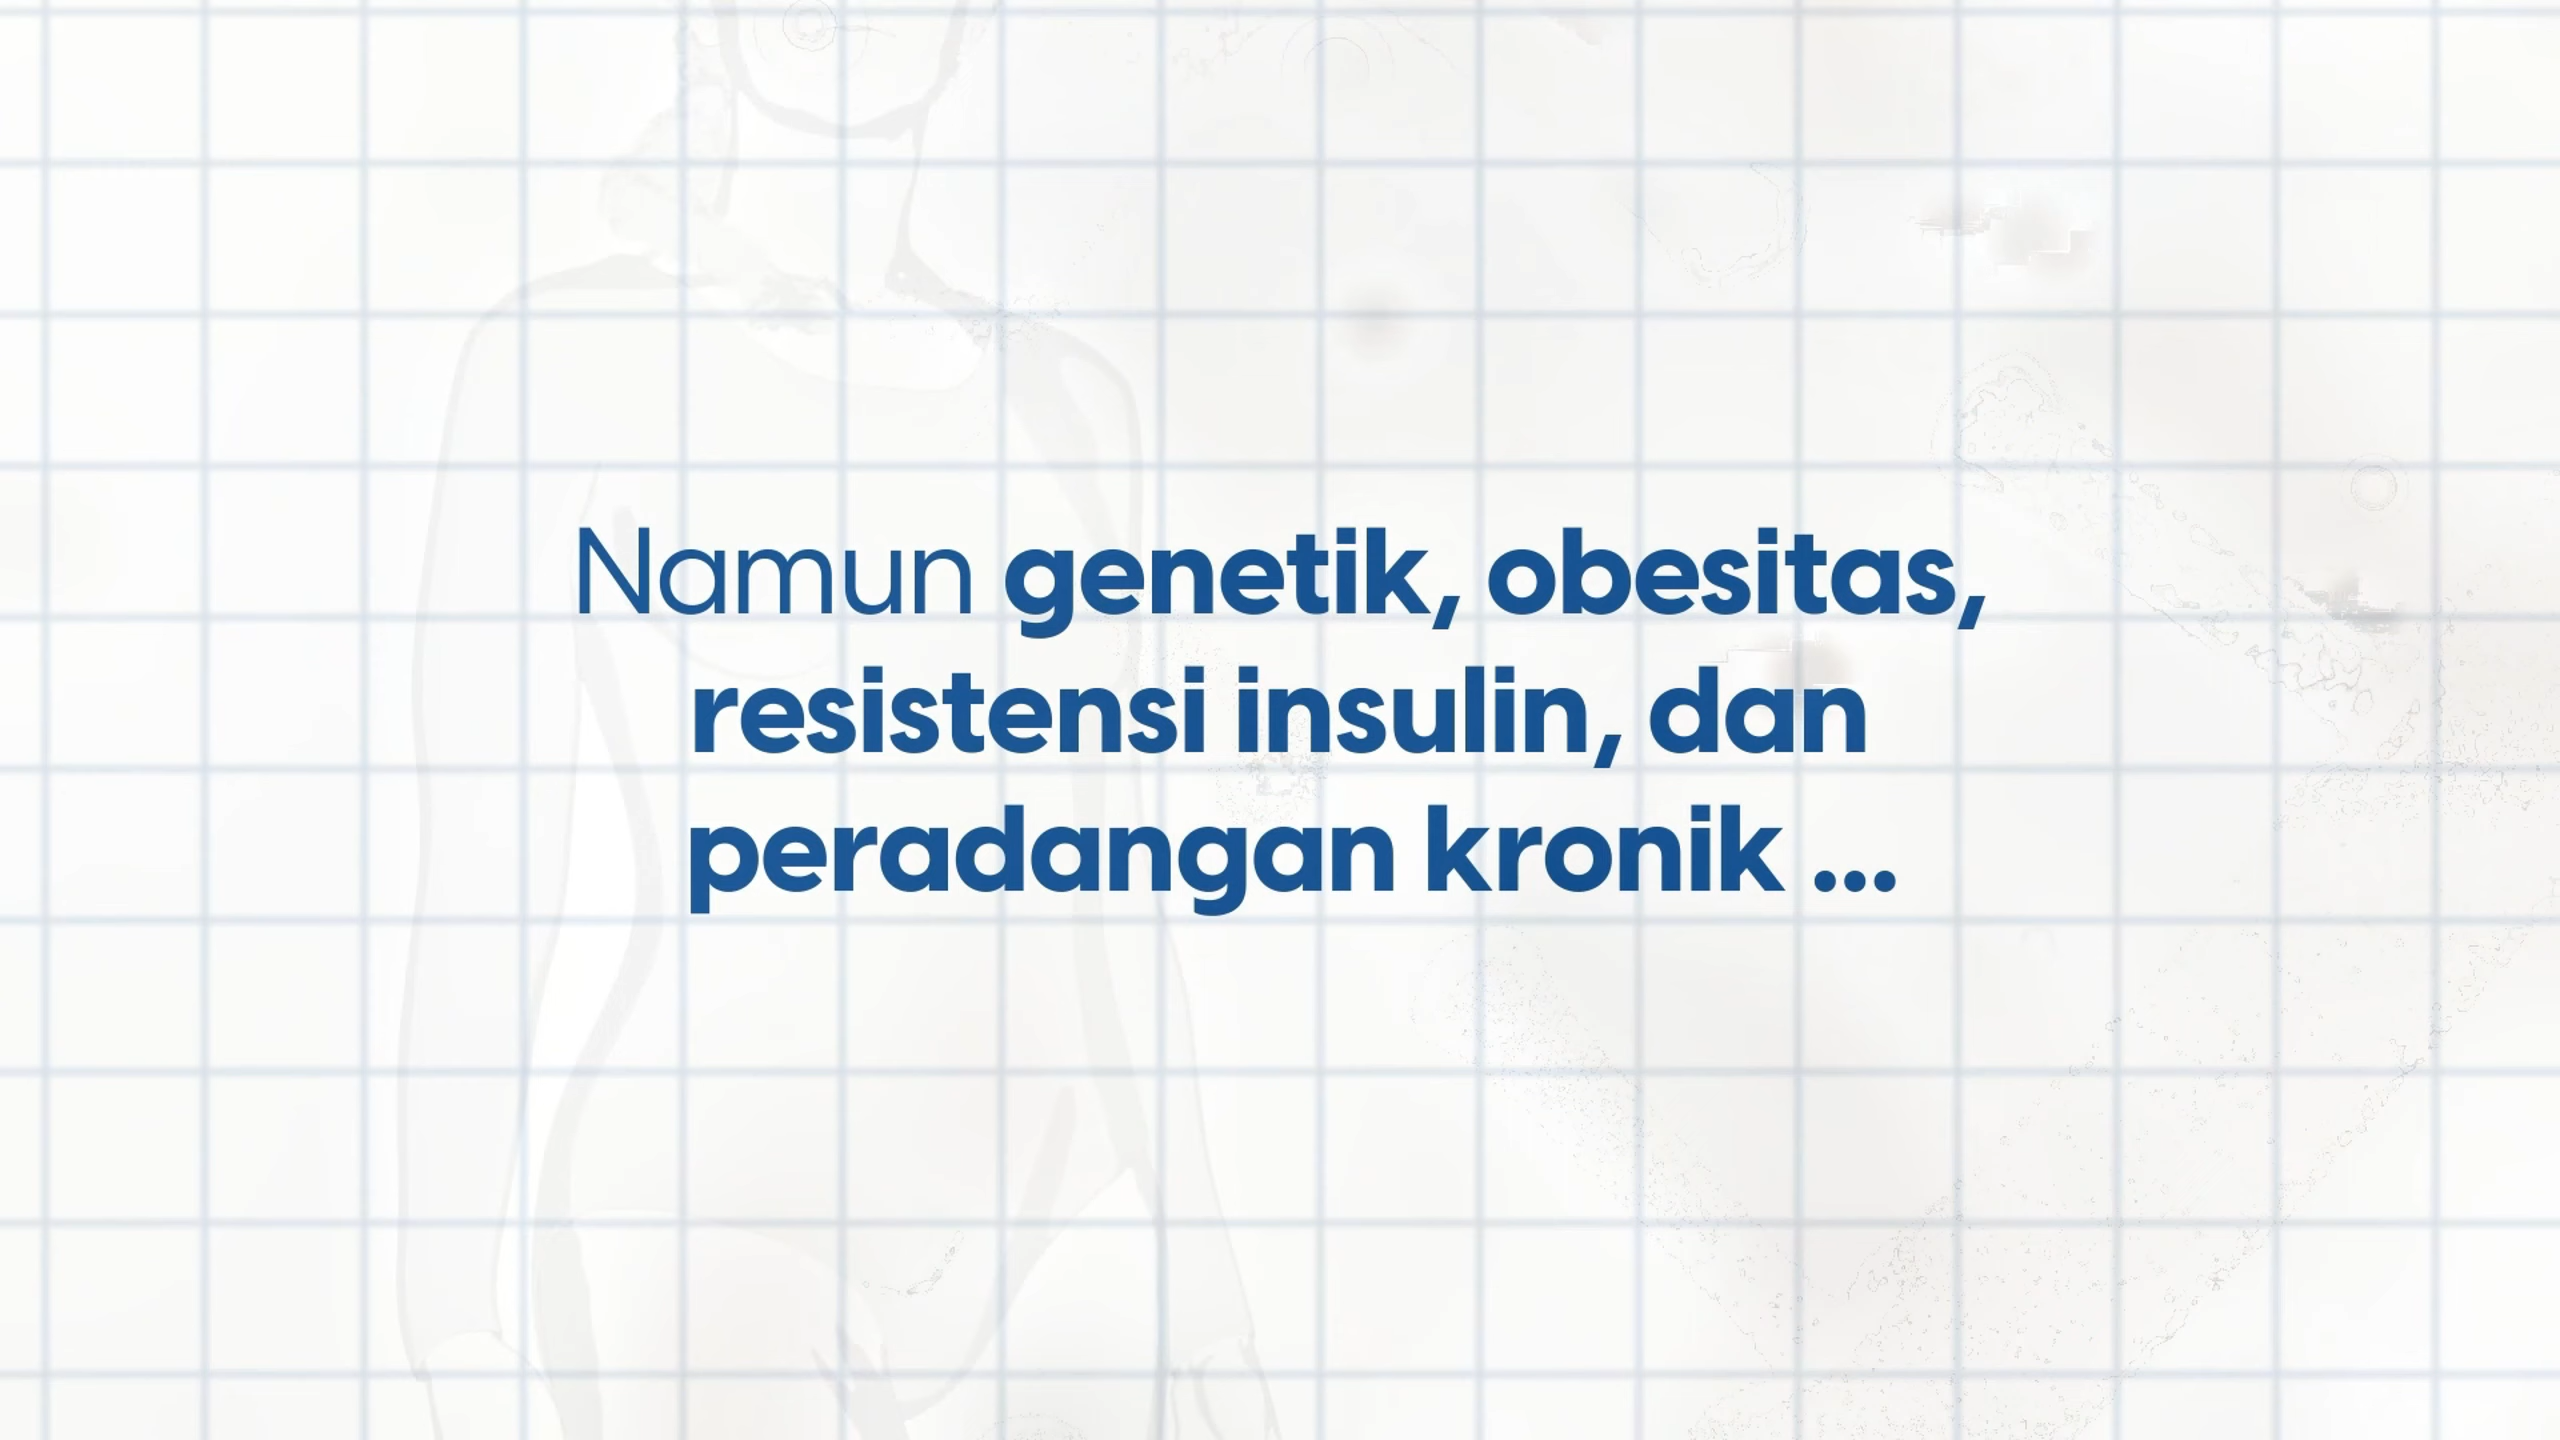 Namun genetik, obesitas,
resistensi insulin, dan
peradangan kronik ...